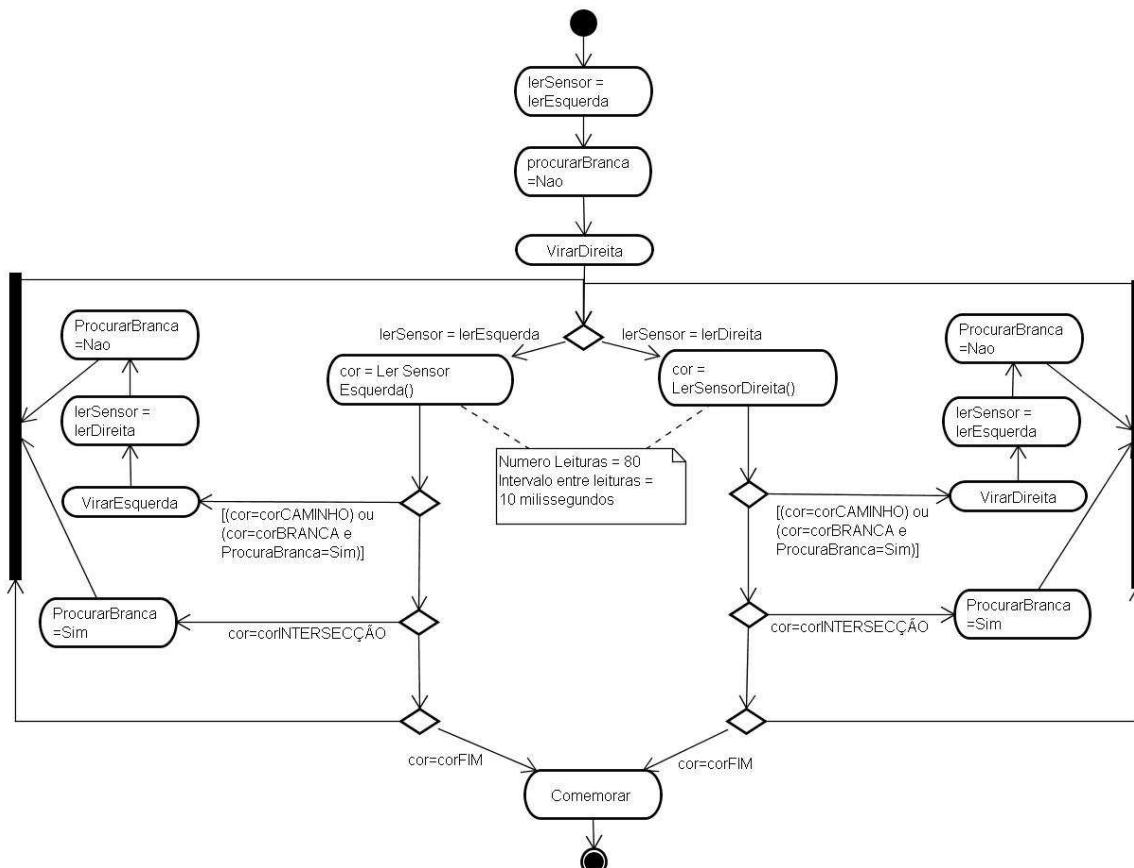 lerSensor =
lerEsquerda
procurarBranca
=Nao
VirarDireita
lerSensor = lerEsquerda
lerSensor = lerDireita
ProcurarBranca
=Nao
cor = Ler Sensor
Esquerda()
cor =
LerSensorDireita()
ProcurarBranca
=Nao
lerSensor =
lerDireita
lerSensor =
lerEsquerda
Numero Leituras = 80
Intervalo entre leituras =
10 milissegundos
VirarEsquerda
VirarDireita
[(cor=corCAMINHO) ou
(cor=corBRANCA e
ProcuraBranca=Sim)]
[(cor=corCAMINHO) ou
(cor=corBRANCA e
ProcuraBranca=Sim)]
ProcurarBranca
=Sim
cor=corINTERSECÇÃO
cor=corINTERSECÇÃO
ProcurarBranca
=Sim
cor=corFIM
cor=corFIM
Comemorar